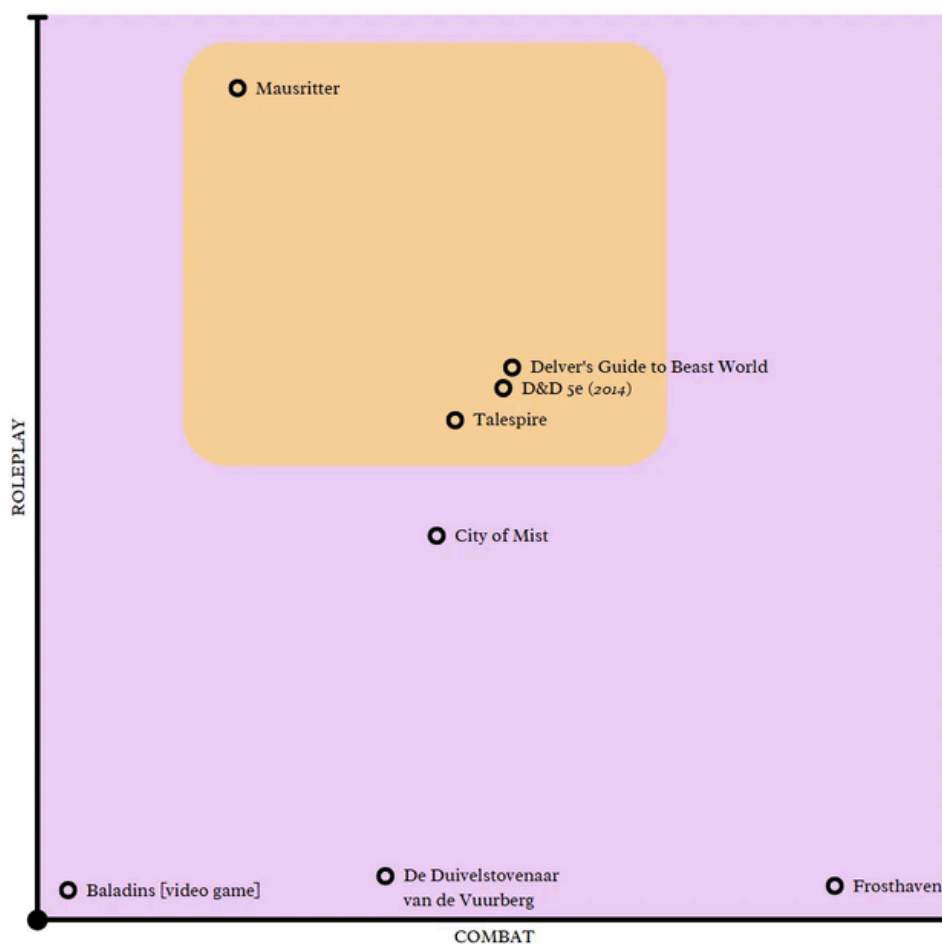 Mausritter
Delver's Guide to Beast World
D&D 5e (2014)
Talespire
ROLEPLAY
City of Mist
De Duivelstovenaar
van de Vuurberg
Baladins [video game]
Frosthaven
COMBAT